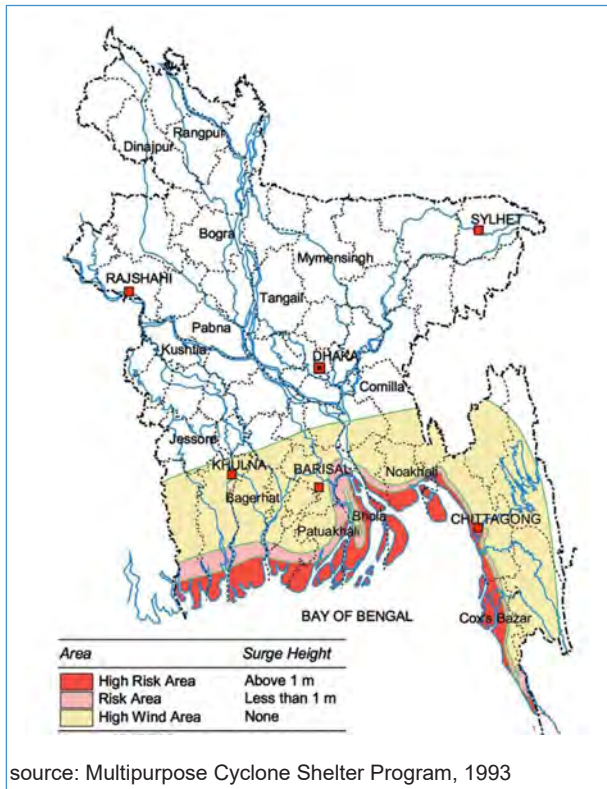 Rangpur
Dinajpur
SYLHET
Bogra
Mymensingh
RAJSHAHI
Tangail
Pabna
Kushtia
DHAKA
Comilla
Jessore
KHULNA
BARISAL
Noakhali
Bagerhat
Bhola
CHITTAGONG
Patuakhali
BAY OF BENGAL
Cox's Bazar
Area Surge Height
High Risk Area Above 1 m
Risk Area Less than 1 m
High Wind Area None
source: Multipurpose Cyclone Shelter Program, 1993